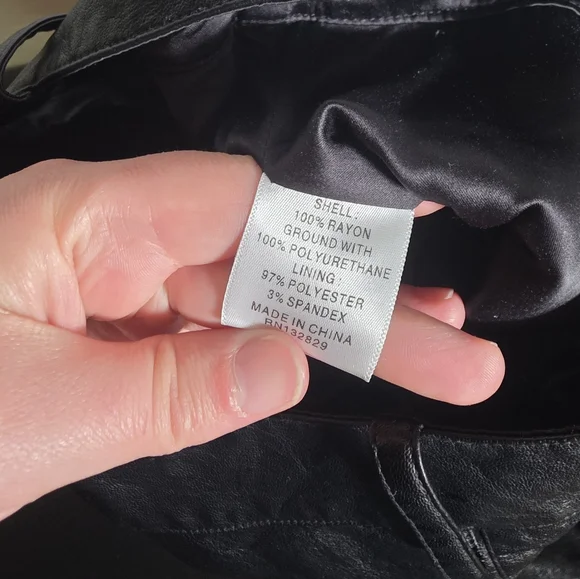 SHELL:
100% RAYON
GROUND WITH
100% POLYURETHANE
LINING:
97% POLYESTER
3% SPANDEX
MADE IN CHINA
RN132829